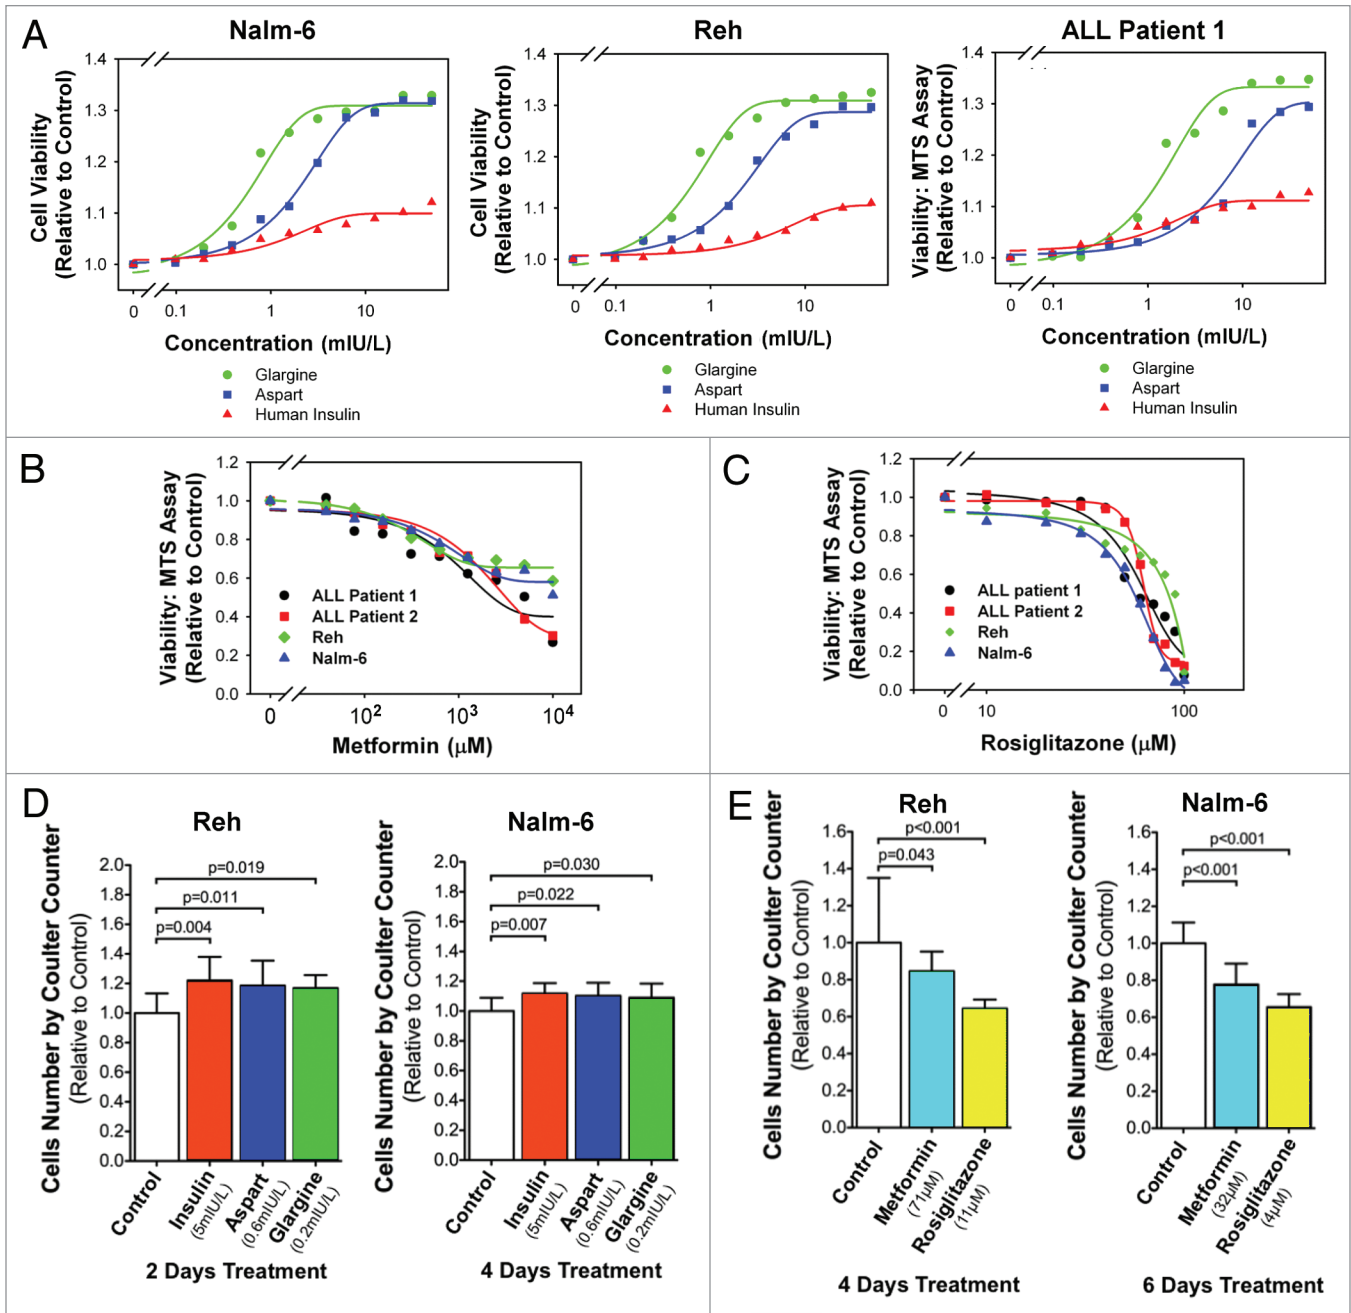 A
Nalm-6
Reh
ALL Patient 1
Cell Viability
(Relative to Control)
1.4
1.3
1.2
1.1
1.0
0
0.1
1
10
Concentration (mIU/L)
Glargine
Aspart
Human Insulin
Cell Viability
(Relative to Control)
1.4
1.3
1.2
1.1
1.0
0
0.1
1
10
Concentration (mIU/L)
Glargine
Aspart
Human Insulin
Viability: MTS Assay
(Relative to Control)
1.4
1.3
1.2
1.1
1.0
0
0.1
1
10
Concentration (mIU/L)
Glargine
Aspart
Human Insulin
B
Viability: MTS Assay
(Relative to Control)
1.2
1.0
0.8
0.6
0.4
0.2
0.0
ALL Patient 1
ALL Patient 2
Reh
Nalm-6
0
10²
10³
10⁴
Metformin (μM)
C
Viability: MTS Assay
(Relative to Control)
1.2
1.0
0.8
0.6
0.4
0.2
0.0
ALL patient 1
ALL Patient 2
Reh
Nalm-6
0
10
100
Rosiglitazone (μM)
D
Reh
Cells Number by Coulter Counter
(Relative to Control)
2.0
1.8
1.6
1.4
1.2
1.0
0.8
0.6
0.4
0.2
0.0
p=0.019
p=0.011
p=0.004
Control
Insulin
(5mIU/L)
Aspart
(0.6mIU/L)
Glargine
(0.2mIU/L)
2 Days Treatment
Nalm-6
Cells Number by Coulter Counter
(Relative to Control)
2.0
1.8
1.6
1.4
1.2
1.0
0.8
0.6
0.4
0.2
0.0
p=0.030
p=0.022
p=0.007
Control
Insulin
(5mIU/L)
Aspart
(0.6mIU/L)
Glargine
(0.2mIU/L)
4 Days Treatment
E
Reh
Cells Number by Coulter Counter
(Relative to Control)
1.6
1.4
1.2
1.0
0.8
0.6
0.4
0.2
0.0
p<0.001
p=0.043
Control
Metformin
(71μM)
Rosiglitazone
(11μM)
4 Days Treatment
Nalm-6
Cells Number by Coulter Counter
(Relative to Control)
1.6
1.4
1.2
1.0
0.8
0.6
0.4
0.2
0.0
p<0.001
p<0.001
Control
Metformin
(32μM)
Rosiglitazone
(4μM)
6 Days Treatment